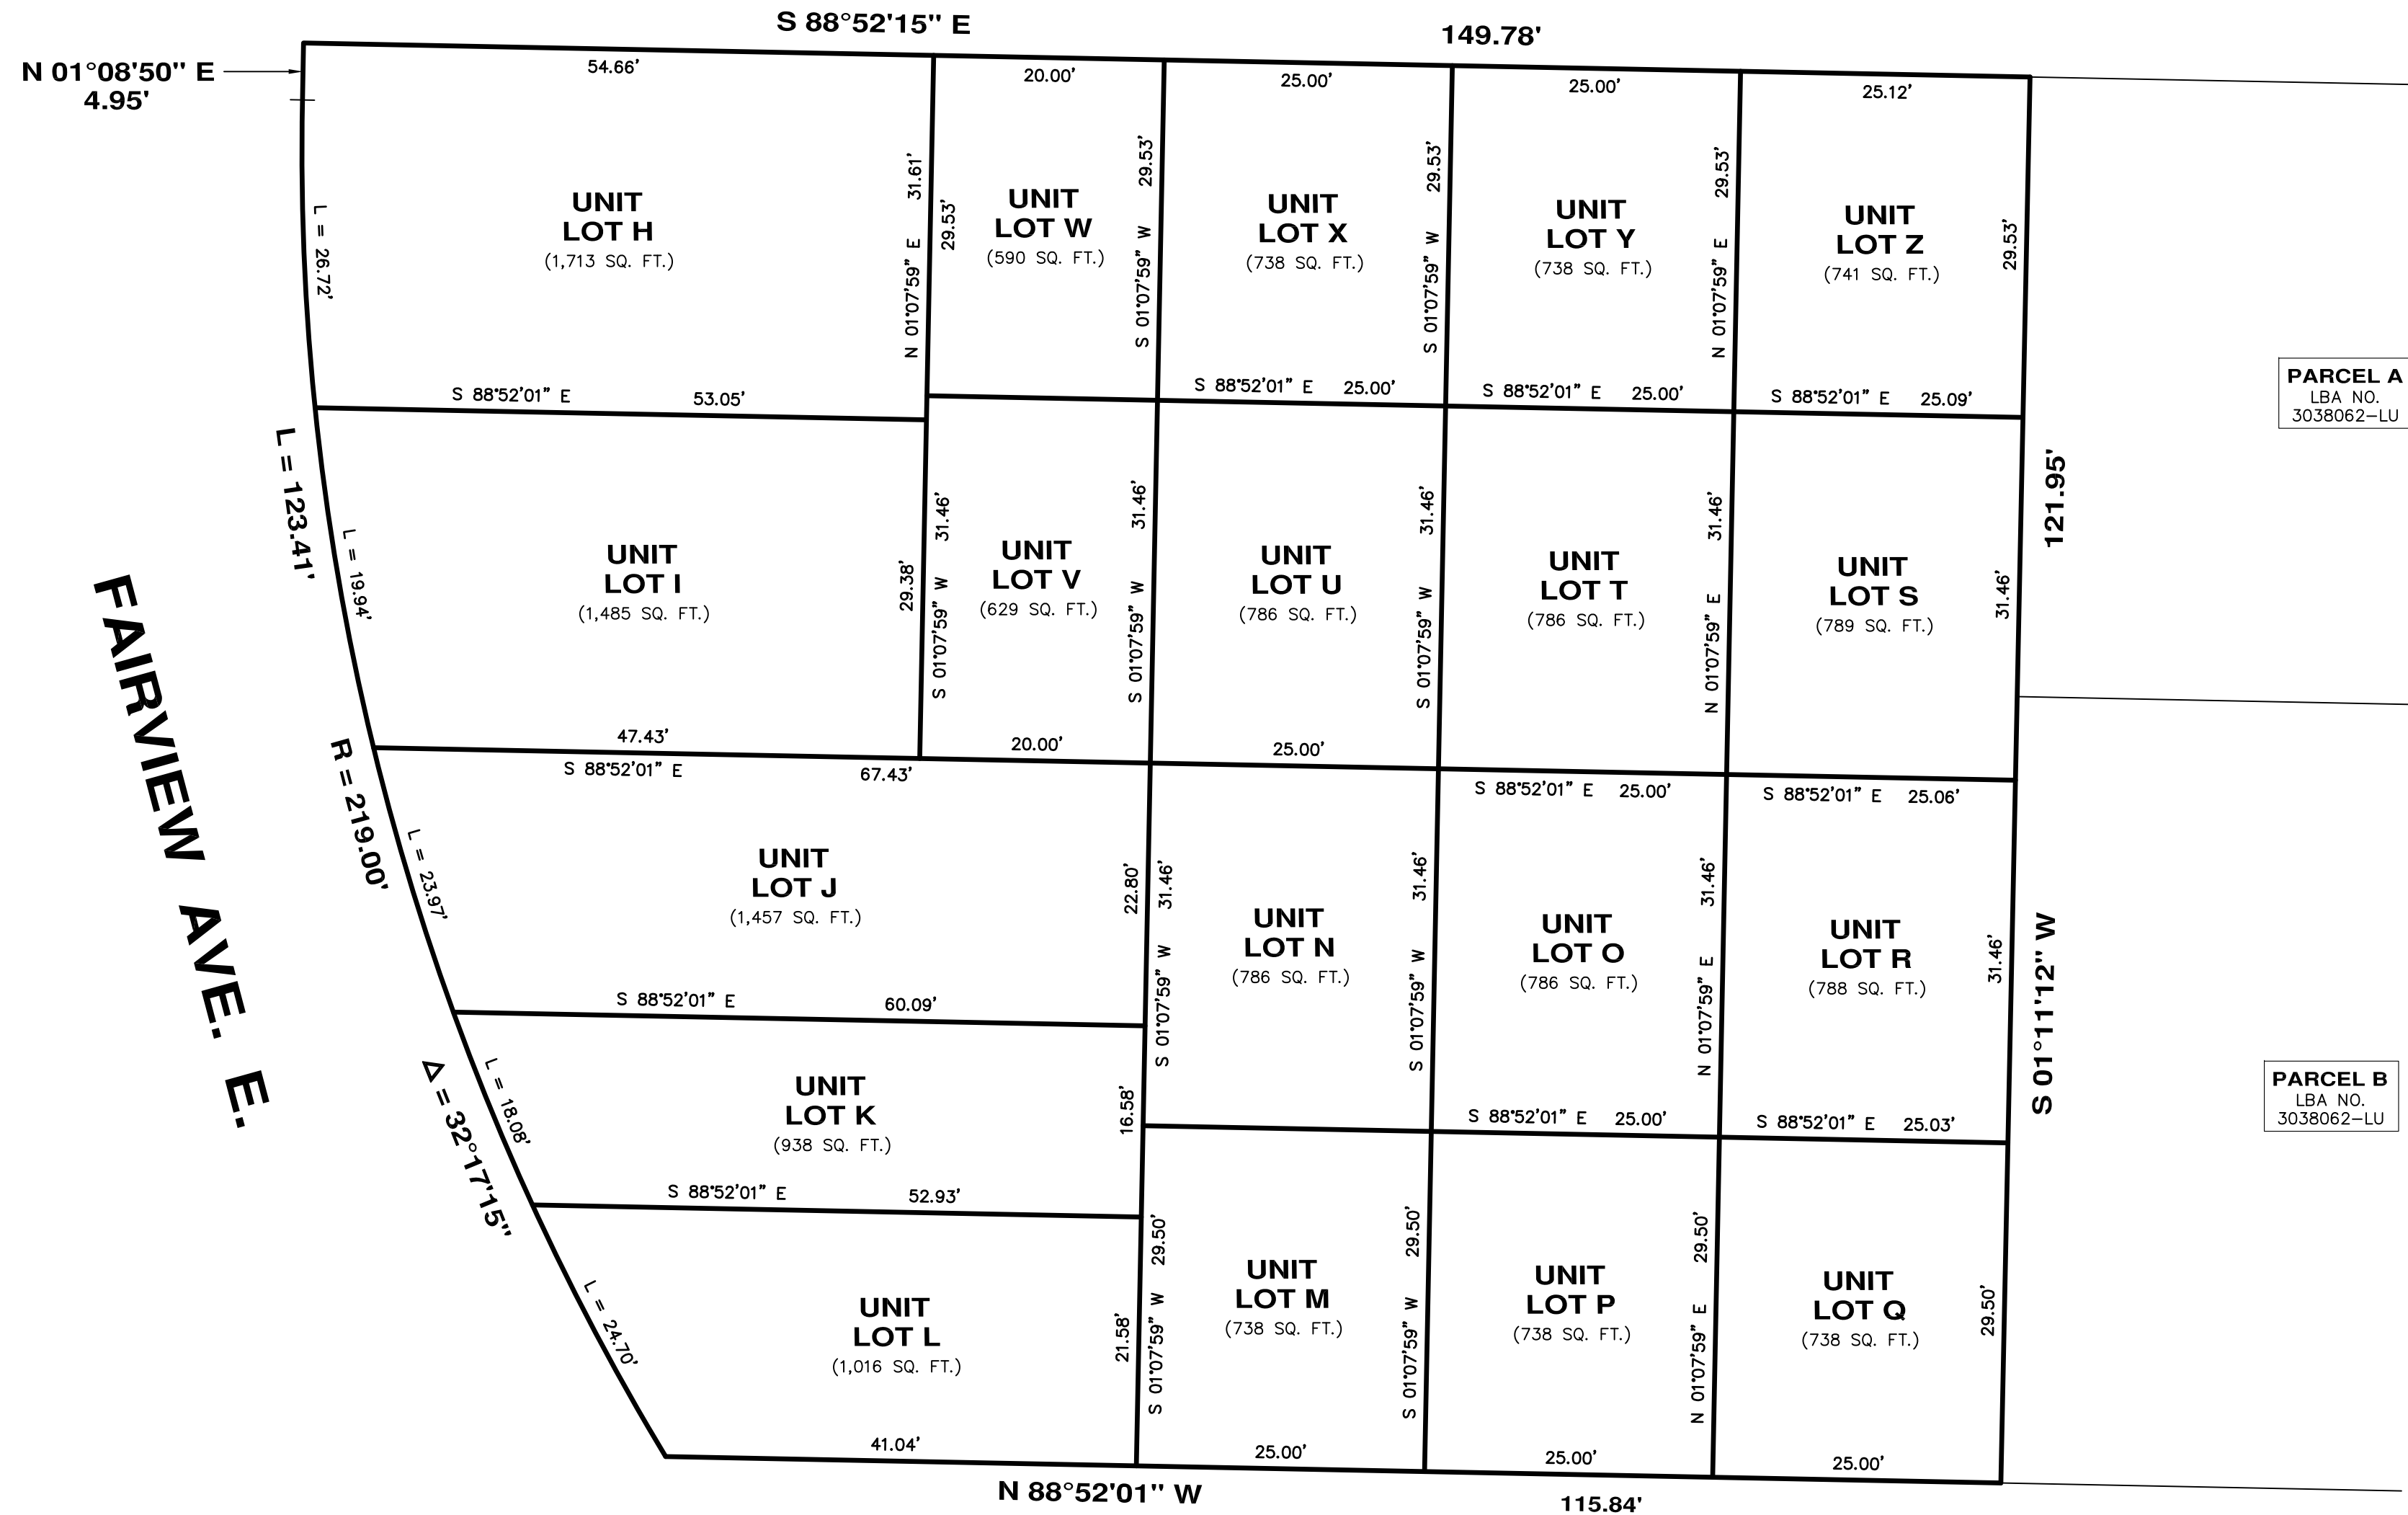 S 88°52'15" E
149.78'
N 01°08'50" E
4.95'
54.66'
20.00'
25.00'
25.00'
25.12'
L = 26.72'
UNIT
LOT H
(1,713 SQ. FT.)
N 01°07'59" E 31.61'
29.53'
UNIT
LOT W
(590 SQ. FT.)
S 01°07'59" W 29.53'
UNIT
LOT X
(738 SQ. FT.)
S 01°07'59" W 29.53'
UNIT
LOT Y
(738 SQ. FT.)
N 01°07'59" E 29.53'
UNIT
LOT Z
(741 SQ. FT.)
29.53'
S 88°52'01" E 53.05'
S 88°52'01" E 25.00'
S 88°52'01" E 25.00'
S 88°52'01" E 25.09'
PARCEL A
LBA NO.
3038062-LU
L = 123.41'
L = 19.94'
UNIT
LOT I
(1,485 SQ. FT.)
29.38'
S 01°07'59" W 31.46'
UNIT
LOT V
(629 SQ. FT.)
S 01°07'59" W 31.46'
UNIT
LOT U
(786 SQ. FT.)
S 01°07'59" W 31.46'
UNIT
LOT T
(786 SQ. FT.)
N 01°07'59" E 31.46'
UNIT
LOT S
(789 SQ. FT.)
31.46'
121.95'
FAIRVIEW AVE. E.
47.43'
20.00'
25.00'
S 88°52'01" E 67.43'
S 88°52'01" E 25.00'
S 88°52'01" E 25.06'
R = 219.00'
L = 23.97'
UNIT
LOT J
(1,457 SQ. FT.)
22.80'
S 01°07'59" W 31.46'
UNIT
LOT N
(786 SQ. FT.)
S 01°07'59" W 31.46'
UNIT
LOT O
(786 SQ. FT.)
N 01°07'59" E 31.46'
UNIT
LOT R
(788 SQ. FT.)
31.46'
S 01°11'12" W
S 88°52'01" E 60.09'
Δ = 32°17'15"
L = 18.08'
UNIT
LOT K
(938 SQ. FT.)
16.58'
S 88°52'01" E 25.00'
S 88°52'01" E 25.03'
PARCEL B
LBA NO.
3038062-LU
S 88°52'01" E 52.93'
L = 24.70'
UNIT
LOT L
(1,016 SQ. FT.)
21.58'
S 01°07'59" W 29.50'
UNIT
LOT M
(738 SQ. FT.)
S 01°07'59" W 29.50'
UNIT
LOT P
(738 SQ. FT.)
N 01°07'59" E 29.50'
UNIT
LOT Q
(738 SQ. FT.)
29.50'
41.04'
25.00'
25.00'
25.00'
N 88°52'01" W
115.84'